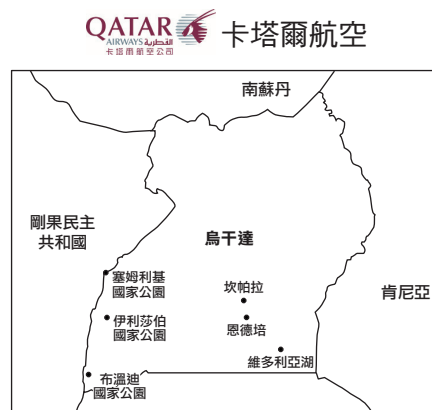 QATAR
AIRWAYS القطرية
卡塔爾航空公司
卡塔爾航空
南蘇丹
剛果民主
共和國
烏干達
塞姆利基
國家公園
坎帕拉
肯尼亞
伊利莎伯
國家公園
恩德培
維多利亞湖
布溫迪
國家公園